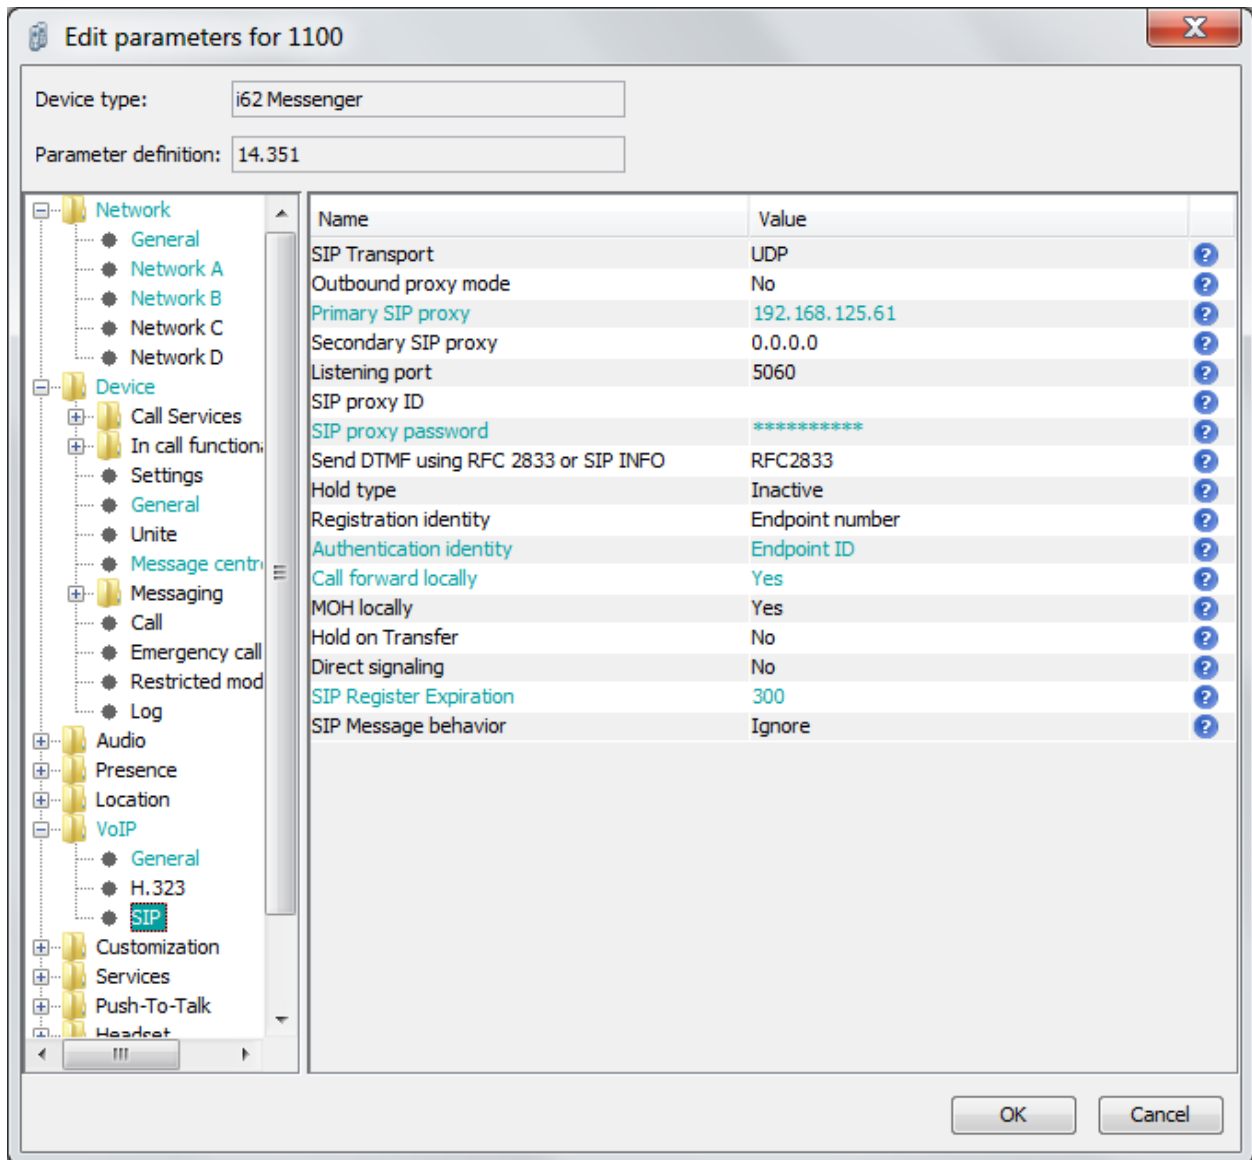 Edit parameters for 1100
X
Device type: i62 Messenger
Parameter definition: 14.351
Network
General
Network A
Network B
Network C
Network D
Device
Call Services
In call function
Settings
General
Unite
Message centr
Messaging
Call
Emergency call
Restricted mod
Log
Audio
Presence
Location
VoIP
General
H.323
SIP
Customization
Services
Push-To-Talk
Headset
Name Value
SIP Transport UDP ?
Outbound proxy mode No ?
Primary SIP proxy 192.168.125.61 ?
Secondary SIP proxy 0.0.0.0 ?
Listening port 5060 ?
SIP proxy ID ?
SIP proxy password ********** ?
Send DTMF using RFC 2833 or SIP INFO RFC2833 ?
Hold type Inactive ?
Registration identity Endpoint number ?
Authentication identity Endpoint ID ?
Call forward locally Yes ?
MOH locally Yes ?
Hold on Transfer No ?
Direct signaling No ?
SIP Register Expiration 300 ?
SIP Message behavior Ignore ?
OK Cancel